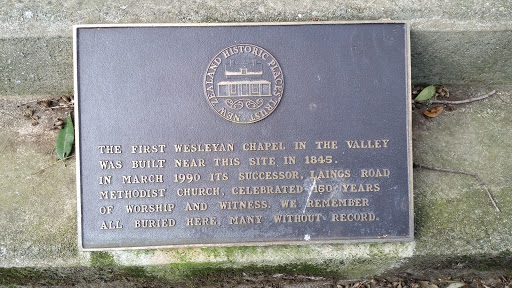 NEW ZEALAND HISTORIC PLACES TRUST
THE FIRST WESLEYAN CHAPEL IN THE VALLEY
WAS BUILT NEAR THIS SITE IN 1845.
IN MARCH 1990 ITS SUCCESSOR, LAINGS ROAD
METHODIST CHURCH, CELEBRATED 150 YEARS
OF WORSHIP AND WITNESS. WE REMEMBER
ALL BURIED HERE, MANY WITHOUT RECORD.